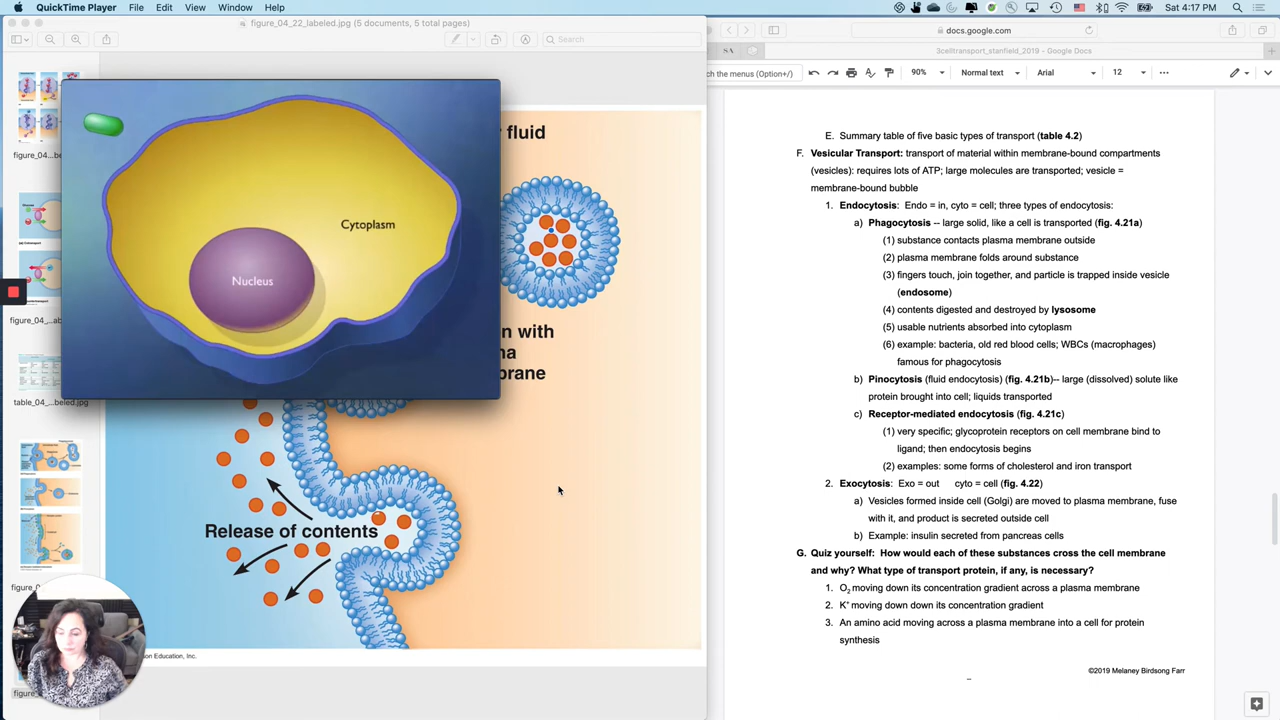 QuickTime Player File Edit View Window Help
Sat 4:17 PM
figure_04_22_labeled.jpg (5 documents, 5 total pages)
Search
figure_04...
figure_04...
table_04_...beled.jpg
figure_0
figure_
r fluid
n with
ma
brane
Release of contents
son Education, Inc.
Cytoplasm
Nucleus
docs.google.com
SA
3celltransport_stanfield_2019 - Google Docs
ch the menus (Option+/)
90% Normal text Arial 12
E. Summary table of five basic types of transport (table 4.2)
F. Vesicular Transport: transport of material within membrane-bound compartments
(vesicles): requires lots of ATP; large molecules are transported; vesicle =
membrane-bound bubble
1. Endocytosis: Endo = in, cyto = cell; three types of endocytosis:
a) Phagocytosis -- large solid, like a cell is transported (fig. 4.21a)
(1) substance contacts plasma membrane outside
(2) plasma membrane folds around substance
(3) fingers touch, join together, and particle is trapped inside vesicle
(endosome)
(4) contents digested and destroyed by lysosome
(5) usable nutrients absorbed into cytoplasm
(6) example: bacteria, old red blood cells; WBCs (macrophages)
famous for phagocytosis
b) Pinocytosis (fluid endocytosis) (fig. 4.21b)-- large (dissolved) solute like
protein brought into cell; liquids transported
c) Receptor-mediated endocytosis (fig. 4.21c)
(1) very specific; glycoprotein receptors on cell membrane bind to
ligand; then endocytosis begins
(2) examples: some forms of cholesterol and iron transport
2. Exocytosis: Exo = out cyto = cell (fig. 4.22)
a) Vesicles formed inside cell (Golgi) are moved to plasma membrane, fuse
with it, and product is secreted outside cell
b) Example: insulin secreted from pancreas cells
G. Quiz yourself: How would each of these substances cross the cell membrane
and why? What type of transport protein, if any, is necessary?
1. O2 moving down its concentration gradient across a plasma membrane
2. K+ moving down down its concentration gradient
3. An amino acid moving across a plasma membrane into a cell for protein
synthesis
©2019 Melaney Birdsong Farr